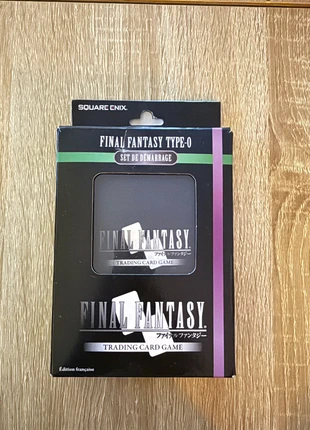 SQUARE ENIX
FINAL FANTASY TYPE-0
SET DE DÉMARRAGE
FINAL FANTASY
ファイナルファンタジー
TRADING CARD GAME
FINAL FANTASY®
ファイナルファンタジー
TRADING CARD GAME
Édition française